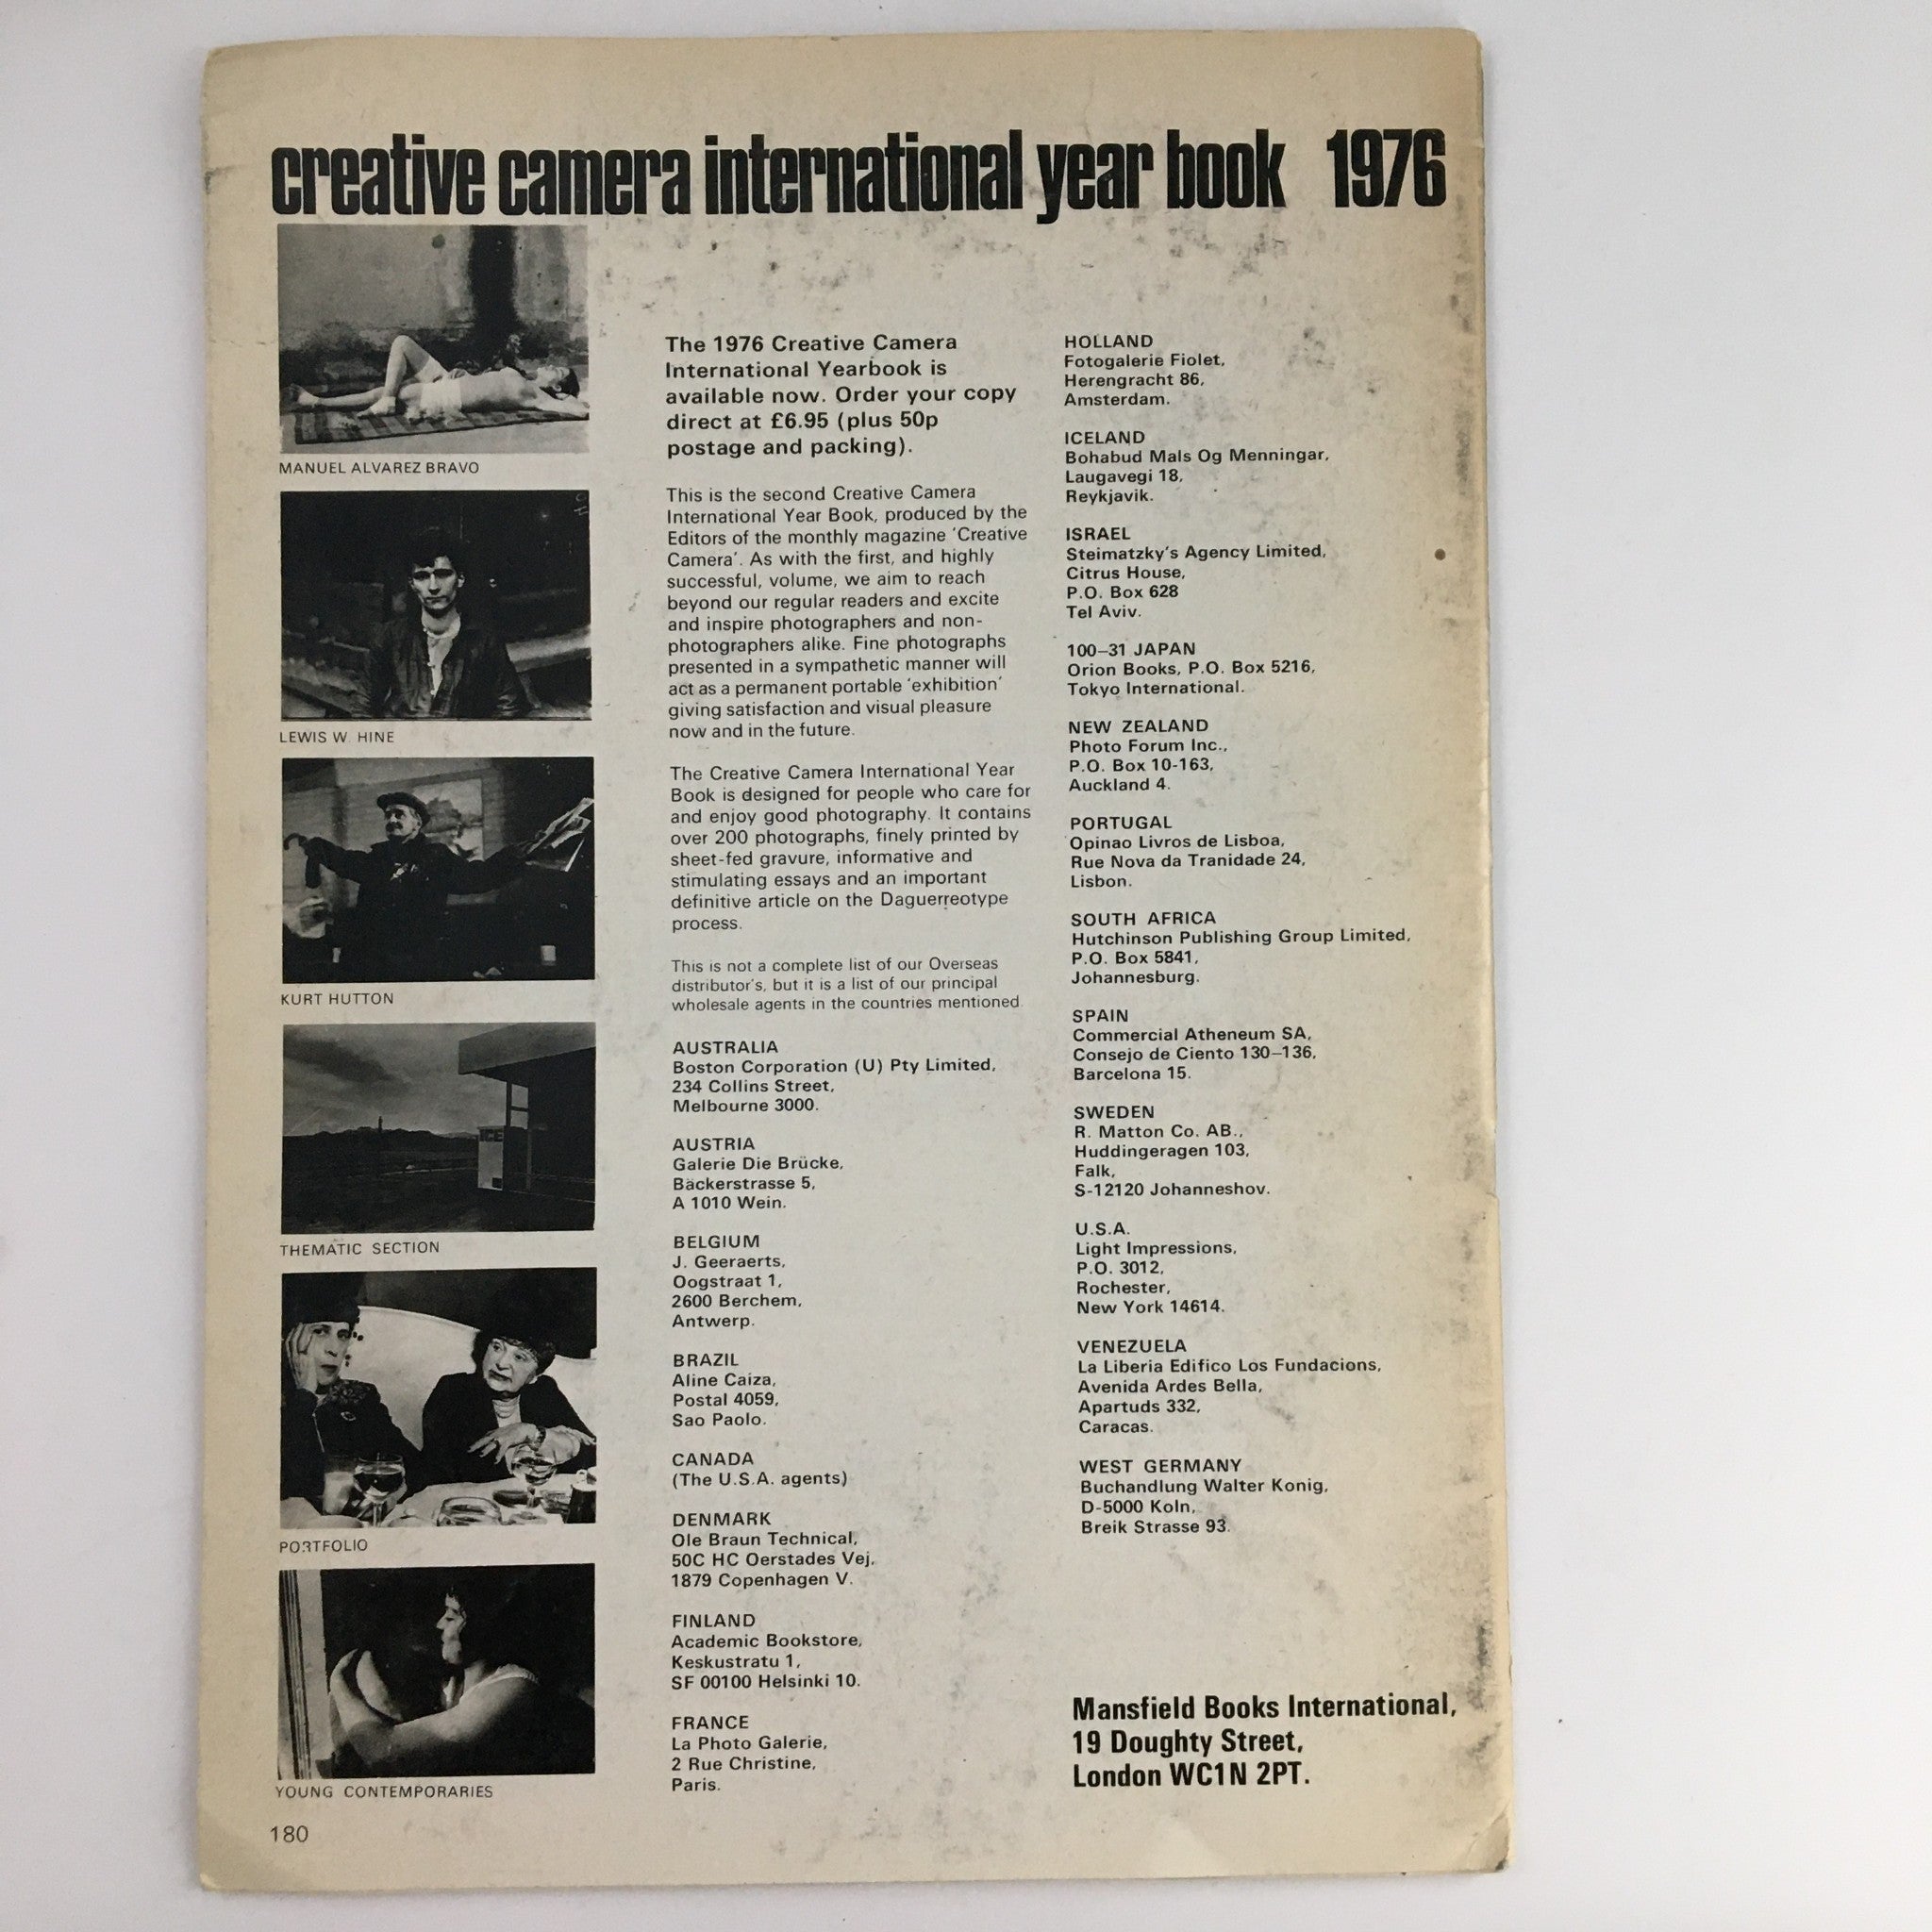 creative camera international year book 1976
MANUEL ALVAREZ BRAVO
LEWIS W HINE
KURT HUTTON
ICE
THEMATIC SECTION
PORTFOLIO
YOUNG CONTEMPORARIES
180
The 1976 Creative Camera
International Yearbook is
available now. Order your copy
direct at £6.95 (plus 50p
postage and packing).
This is the second Creative Camera
International Year Book, produced by the
Editors of the monthly magazine 'Creative
Camera'. As with the first, and highly
successful, volume, we aim to reach
beyond our regular readers and excite
and inspire photographers and non-
photographers alike. Fine photographs
presented in a sympathetic manner will
act as a permanent portable 'exhibition'
giving satisfaction and visual pleasure
now and in the future.
The Creative Camera International Year
Book is designed for people who care for
and enjoy good photography. It contains
over 200 photographs, finely printed by
sheet-fed gravure, informative and
stimulating essays and an important
definitive article on the Daguerreotype
process.
This is not a complete list of our Overseas
distributor's, but it is a list of our principal
wholesale agents in the countries mentioned
AUSTRALIA
Boston Corporation (U) Pty Limited,
234 Collins Street,
Melbourne 3000.
AUSTRIA
Galerie Die Brücke,
Bäckerstrasse 5,
A 1010 Wein.
BELGIUM
J. Geeraerts,
Oogstraat 1,
2600 Berchem,
Antwerp.
BRAZIL
Aline Caiza,
Postal 4059,
Sao Paolo.
CANADA
(The U.S.A. agents)
DENMARK
Ole Braun Technical,
50C HC Oerstades Vej,
1879 Copenhagen V.
FINLAND
Academic Bookstore,
Keskustratu 1,
SF 00100 Helsinki 10.
FRANCE
La Photo Galerie,
2 Rue Christine,
Paris.
HOLLAND
Fotogalerie Fiolet,
Herengracht 86,
Amsterdam.
ICELAND
Bohabud Mals Og Menningar,
Laugavegi 18,
Reykjavik.
ISRAEL
Steimatzky's Agency Limited,
Citrus House,
P.O. Box 628
Tel Aviv.
100–31 JAPAN
Orion Books, P.O. Box 5216,
Tokyo International.
NEW ZEALAND
Photo Forum Inc.,
P.O. Box 10-163,
Auckland 4.
PORTUGAL
Opinao Livros de Lisboa,
Rue Nova da Tranidade 24,
Lisbon.
SOUTH AFRICA
Hutchinson Publishing Group Limited,
P.O. Box 5841,
Johannesburg.
SPAIN
Commercial Atheneum SA,
Consejo de Ciento 130–136,
Barcelona 15.
SWEDEN
R. Matton Co. AB.,
Huddingeragen 103,
Falk,
S-12120 Johanneshov.
U.S.A.
Light Impressions,
P.O. 3012,
Rochester,
New York 14614.
VENEZUELA
La Liberia Edifico Los Fundacions,
Avenida Ardes Bella,
Apartuds 332,
Caracas.
WEST GERMANY
Buchandlung Walter Konig,
D-5000 Koln,
Breik Strasse 93.
Mansfield Books International,
19 Doughty Street,
London WC1N 2PT.